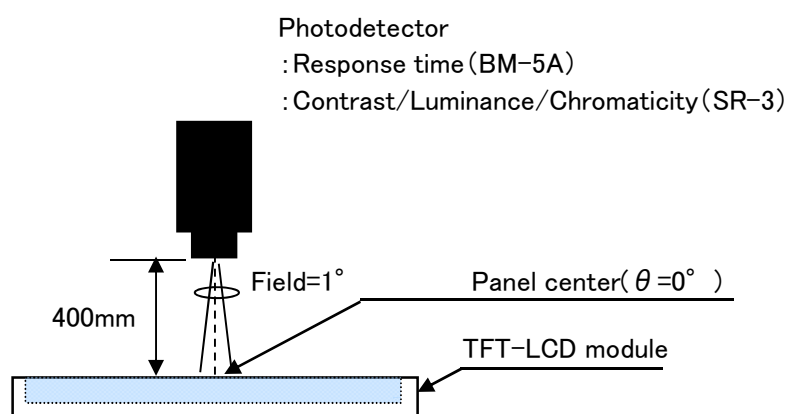 Photodetector
:Response time(BM-5A)
:Contrast/Luminance/Chromaticity(SR-3)
Field=1°
Panel center(θ=0° )
400mm
TFT-LCD module